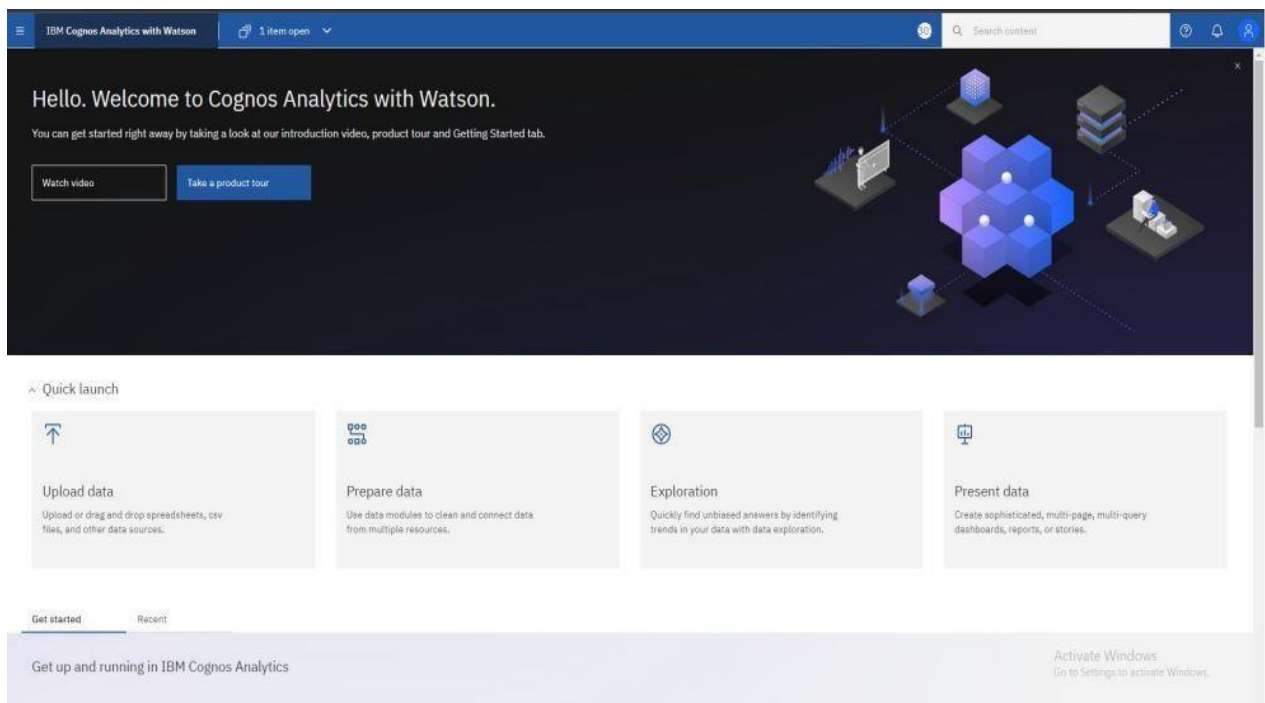 IBM Cognos Analytics with Watson
1 item open
30
Search content
Hello. Welcome to Cognos Analytics with Watson.
You can get started right away by taking a look at our introduction video, product tour and Getting Started tab.
Watch video
Take a product tour
Quick launch
Upload data
Upload or drag and drop spreadsheets, csv
files, and other data sources.
Prepare data
Use data modules to clean and connect data
from multiple resources.
Exploration
Quickly find unbiased answers by identifying
trends in your data with data exploration.
Present data
Create sophisticated, multi-page, multi-query
dashboards, reports, or stories.
Get started
Recent
Get up and running in IBM Cognos Analytics
Activate Windows
Go to Settings to activate Windows.